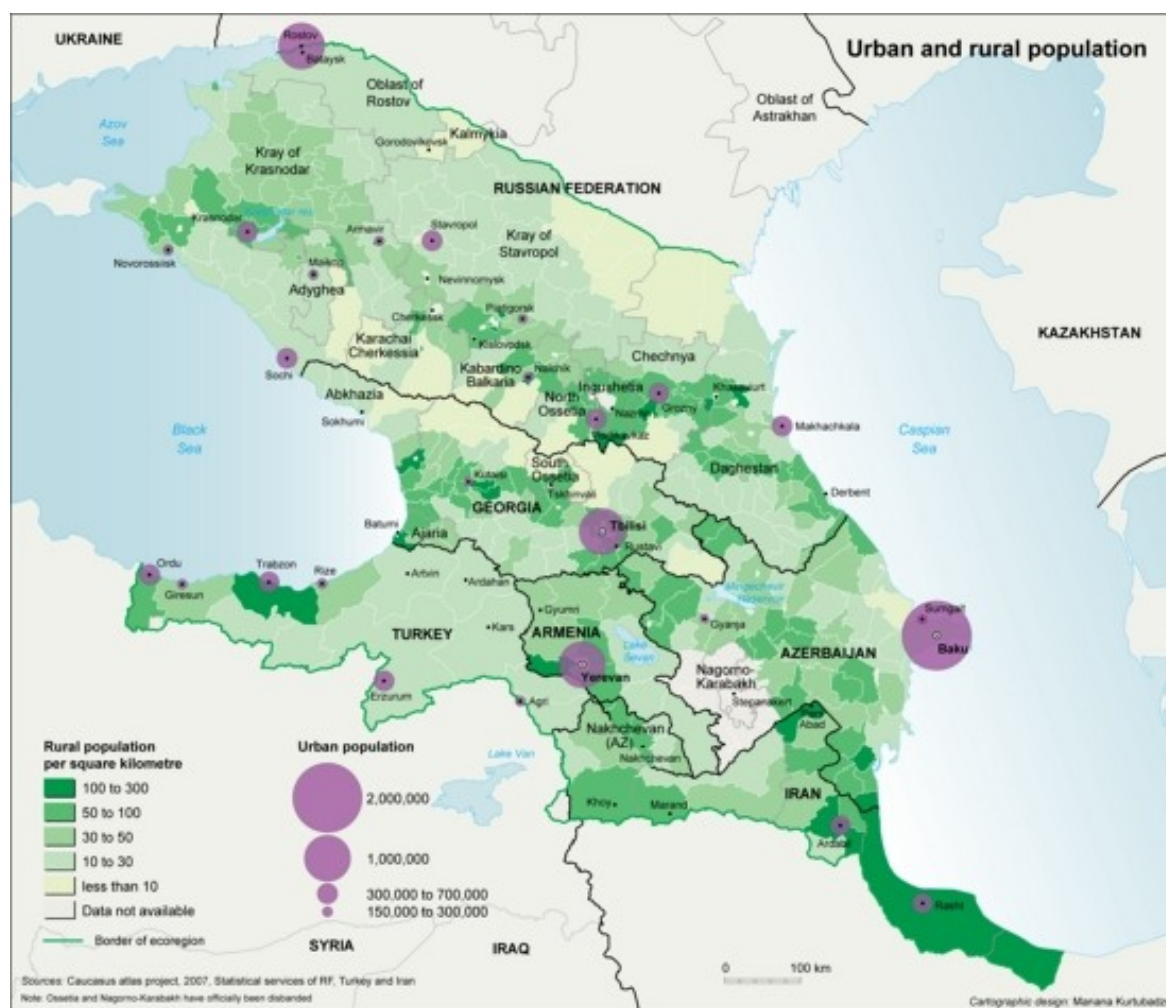 Urban and rural population
UKRAINE
Rostov
Bataysk
Oblast of
Rostov
Oblast of
Astrakhan
Azov
Sea
Kalmykia
Gorodovikovsk
Kray of
Krasnodar
RUSSIAN FEDERATION
Krasnodar
Armavir
Stavropol
Kray of
Stavropol
Novorossiisk
Maikop
Adyghea
Nevinnomysk
Cherkessk
Piatigorsk
KAZAKHSTAN
Karachai
Cherkessia
Kislovodsk
Chechnya
Sochi
Kabardino
Balkaria
Nalchik
Ingushetia
Khasaviurt
Abkhazia
North
Ossetia
Grozny
Sokhumi
Makhachkala
Black
Sea
Caspian
Sea
South
Ossetia
Daghestan
Kutaisi
Tskhinvali
Derbent
GEORGIA
Batumi
Ajaria
Tbilisi
Rustavi
Ordu
Trabzon
Rize
Giresun
Artvin
Ardahan
Mingechevir
Gyumri
Sumgait
Gyanja
TURKEY
Kars
ARMENIA
Lake
Sevan
AZERBAIJAN
Baku
Yerevan
Nagorno-
Karabakh
Erzurum
Agri
Stepanakert
Abad
Nakhchevan
(AZ)
Nakhchevan
Lake Van
IRAN
Khoy
Marand
Ardabil
Rasht
Rural population
per square kilometre
100 to 300
50 to 100
30 to 50
10 to 30
less than 10
Data not available
Border of ecoregion
Urban population
2,000,000
1,000,000
300,000 to 700,000
150,000 to 300,000
SYRIA
IRAQ
0 100 km
Sources: Caucasus atlas project, 2007, Statistical services of RF, Turkey and Iran
Note: Ossetia and Nagorno-Karabakh have officially been disbanded
Cartographic design: Manana Kurtubadze